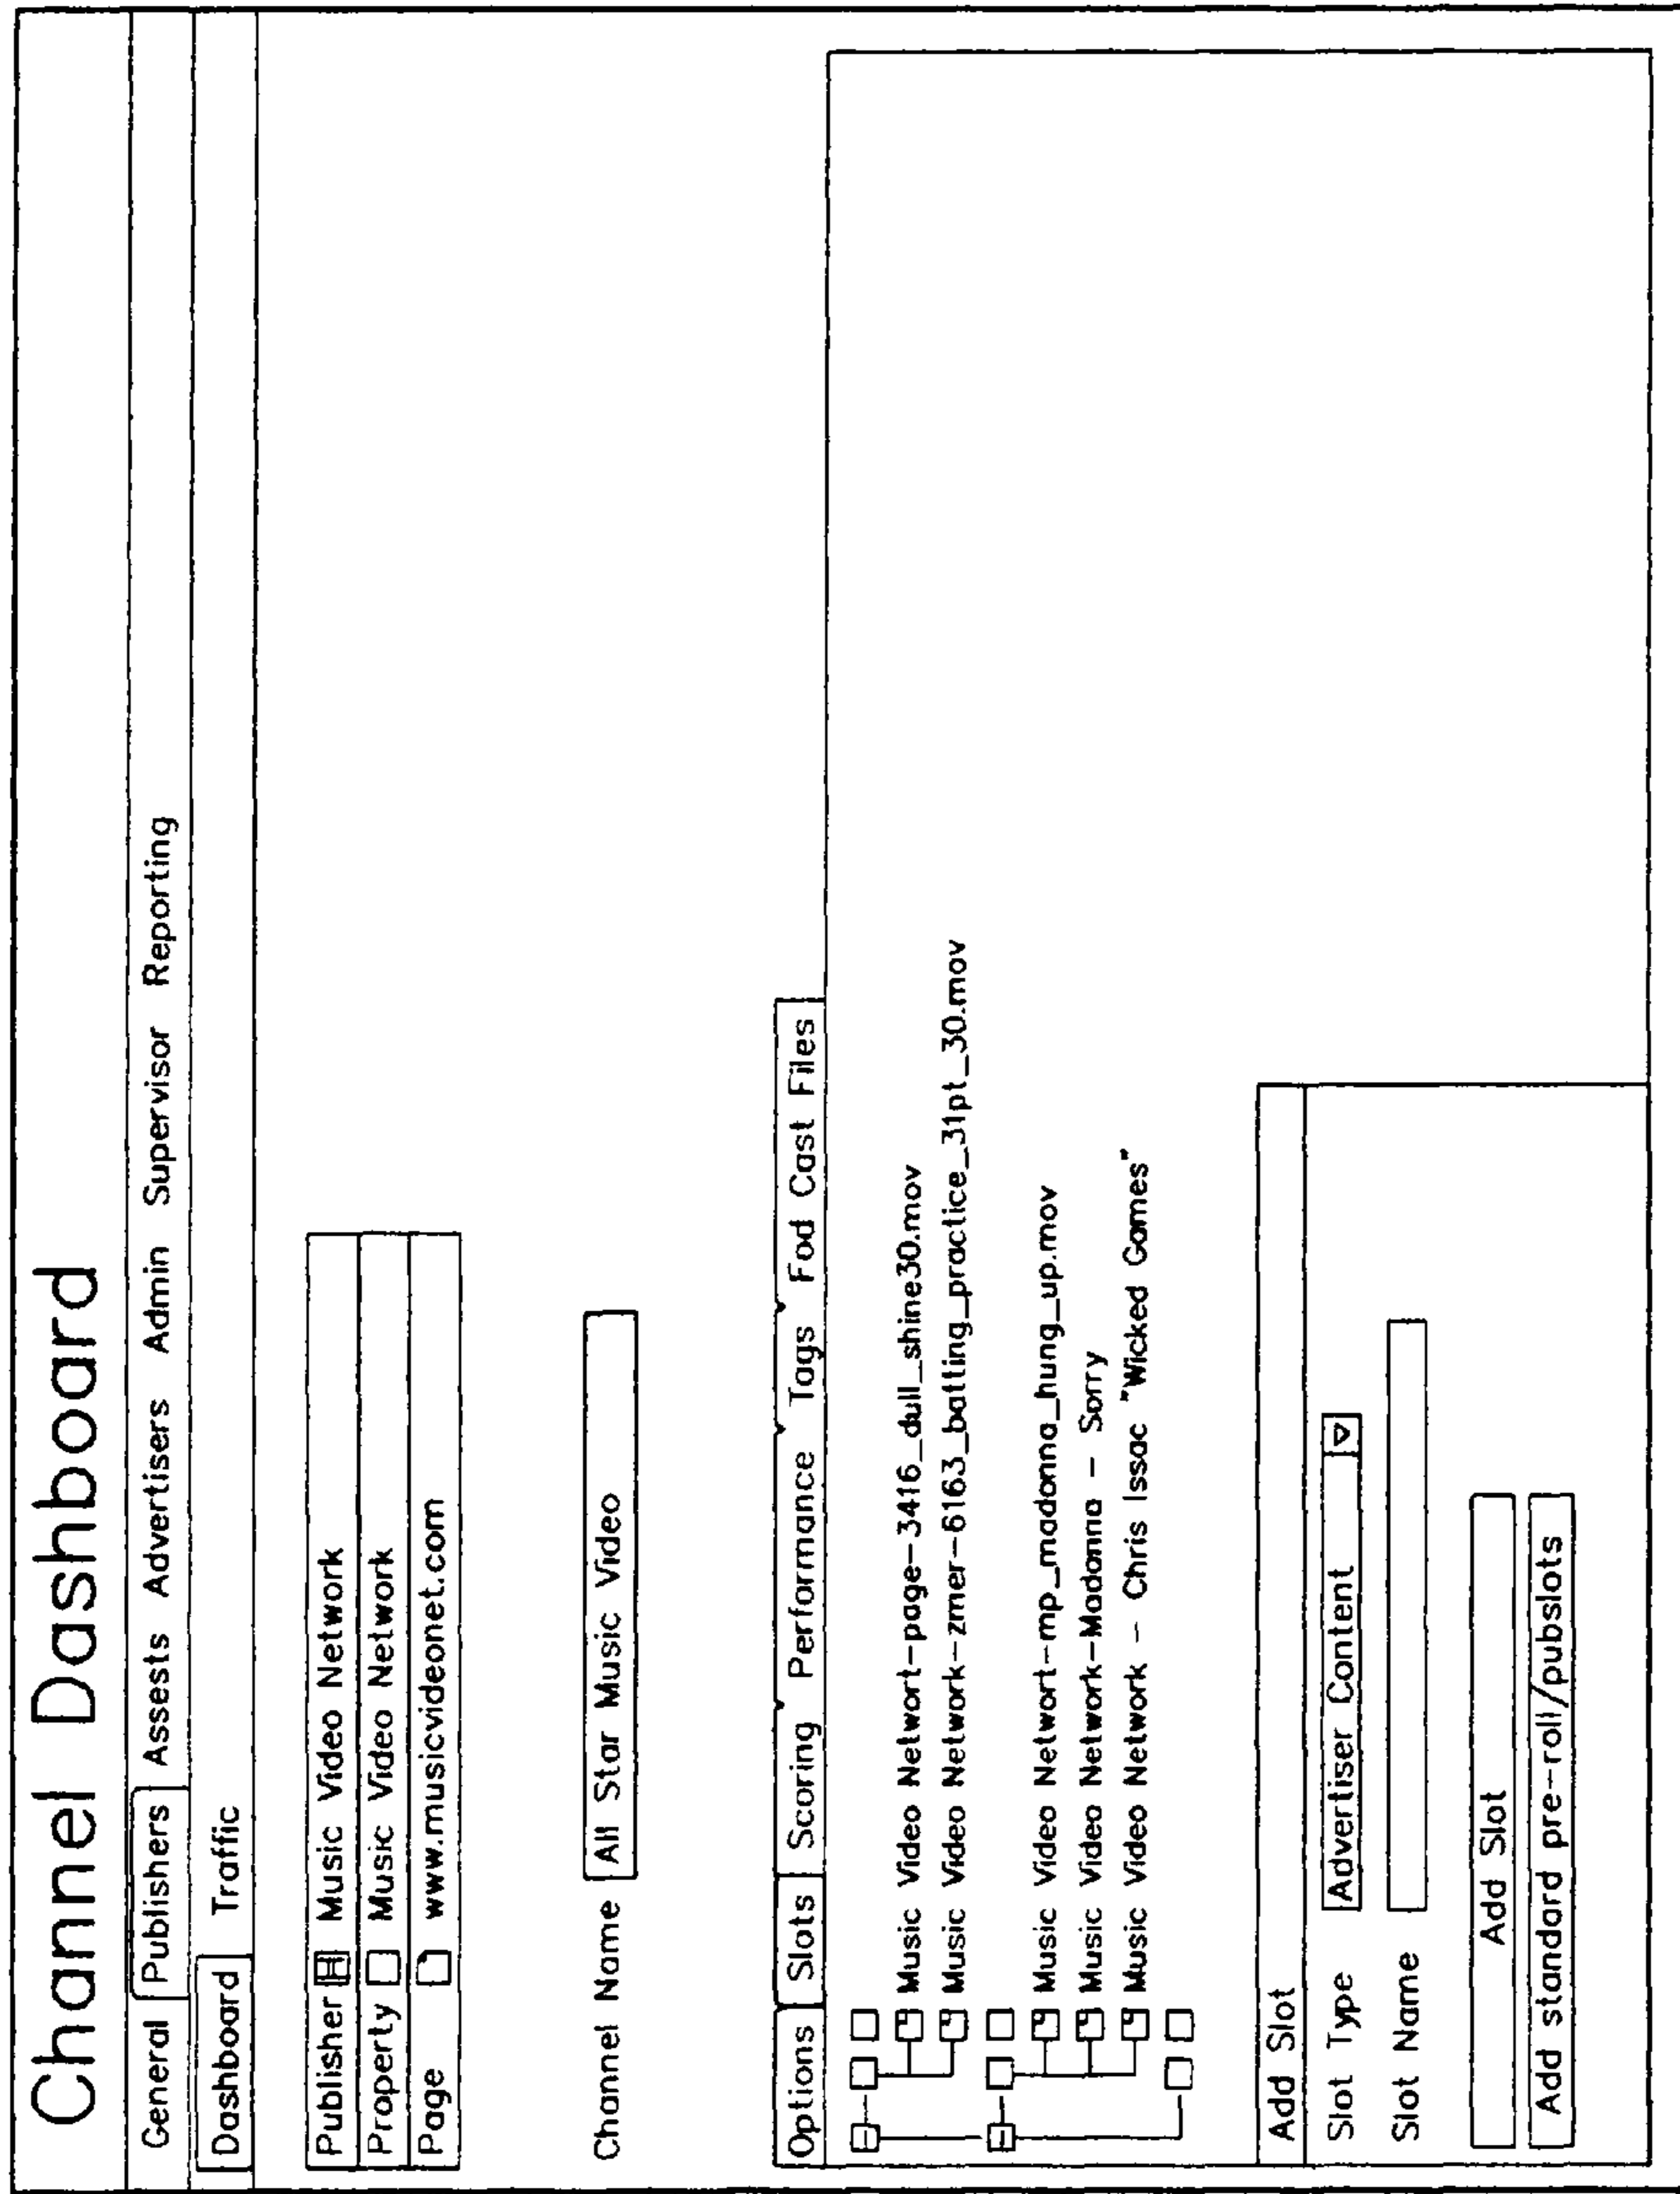 Channel Dashboard
General Publishers Assests Advertisers Admin Supervisor Reporting
Dashboard Traffic
Publisher Music Video Network
Property Music Video Network
Page www.musicvideonet.com
Channel Name All Star Music Video
Options Slots Scoring Performance Tags Fod Cast Files
Music Video Networt-page-3416_dull_shine30.mov
Music Video Network-zmer-6163_batting_practice_31pt_30.mov
Music Video Networt-mp_madonna_hung_up.mov
Music Video Network-Madonna - Sorry
Music Video Network - Chris Issac "Wicked Games"
Add Slot
Slot Type Advertiser Content
Slot Name
Add Slot
Add standard pre-roll/pubslots